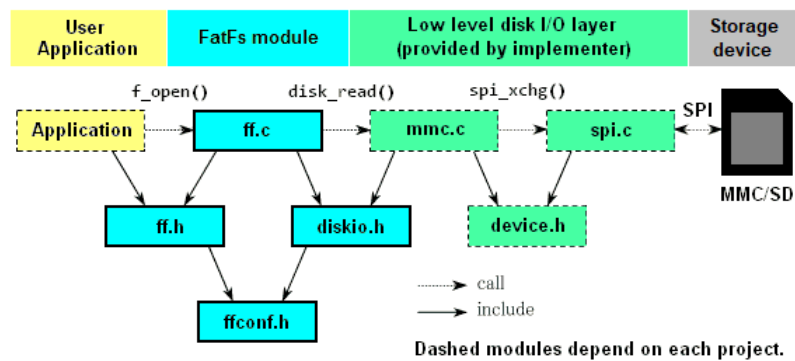 User
Application
FatFs module
Low level disk I/O layer
(provided by implementer)
Storage
device
f_open()
disk_read()
spi_xchg()
Application
ff.c
mmc.c
spi.c
SPI
MMC/SD
ff.h
diskio.h
device.h
ffconf.h
call
include
Dashed modules depend on each project.